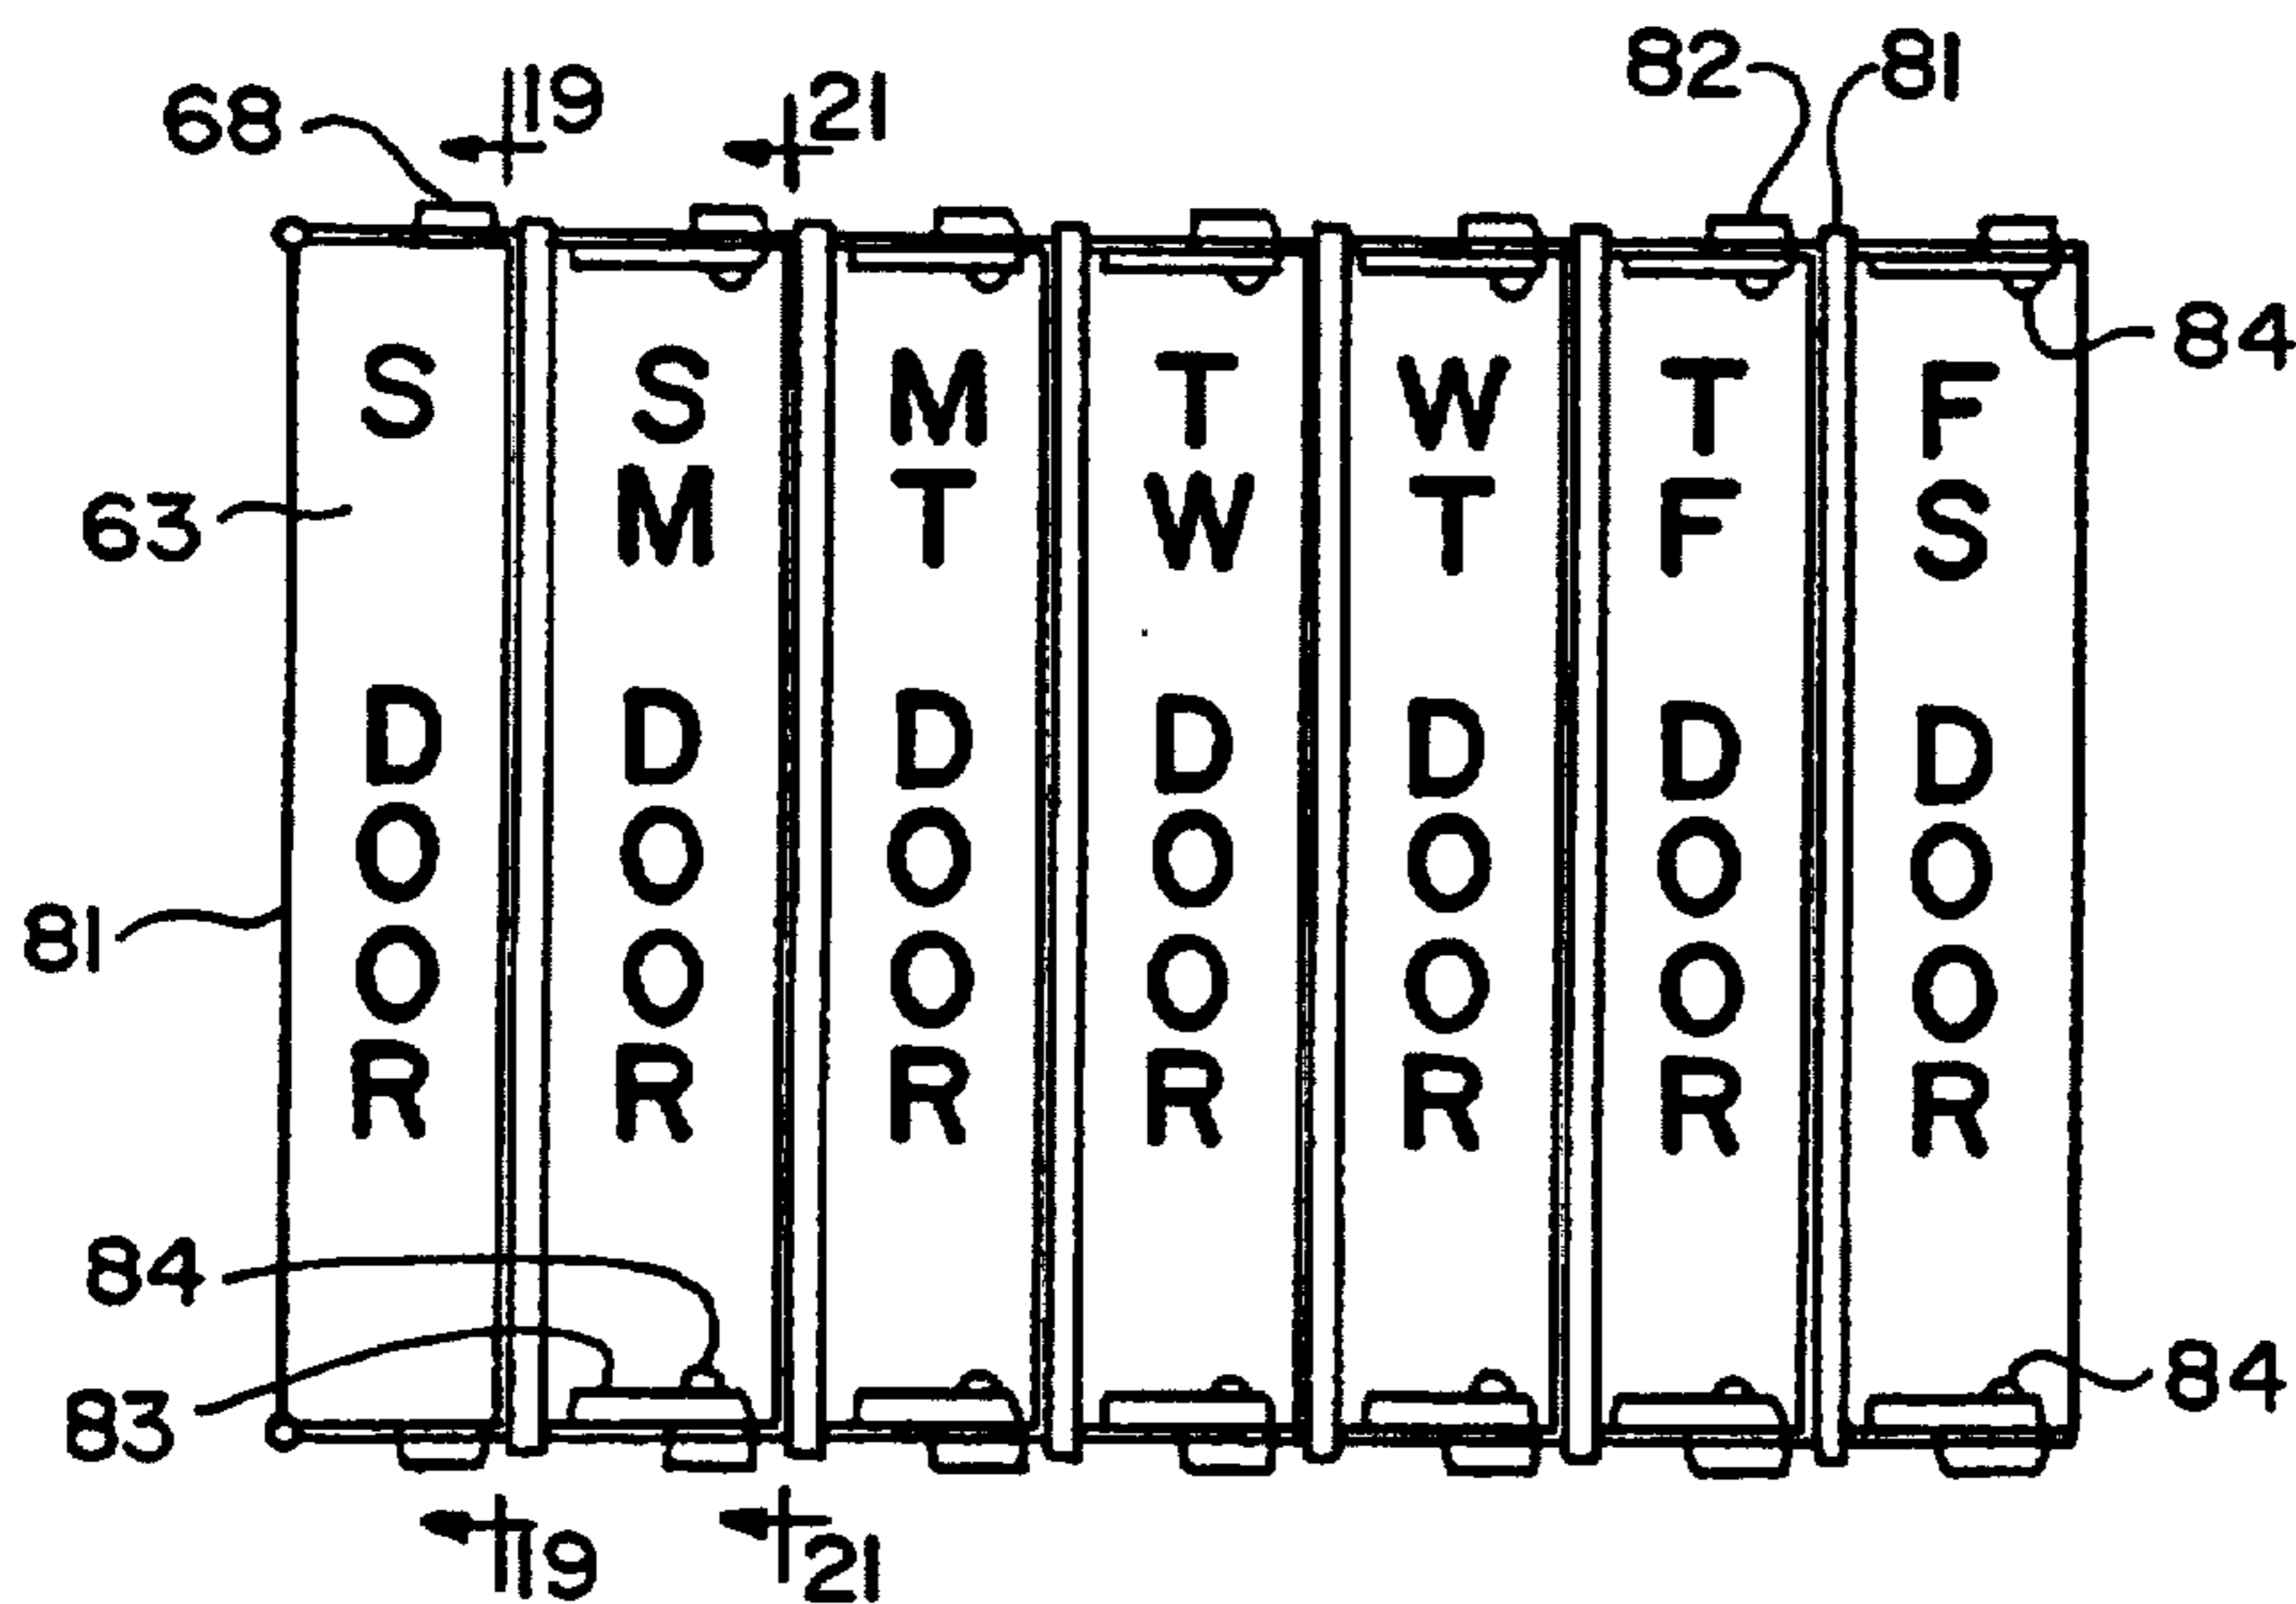 68 19 21 82 81
S S M T W T F
84
M T W T F S
63
D D D D D D D
O O O O O O O
81
O O O O O O O
R R R R R R R
84
83 84
19 21